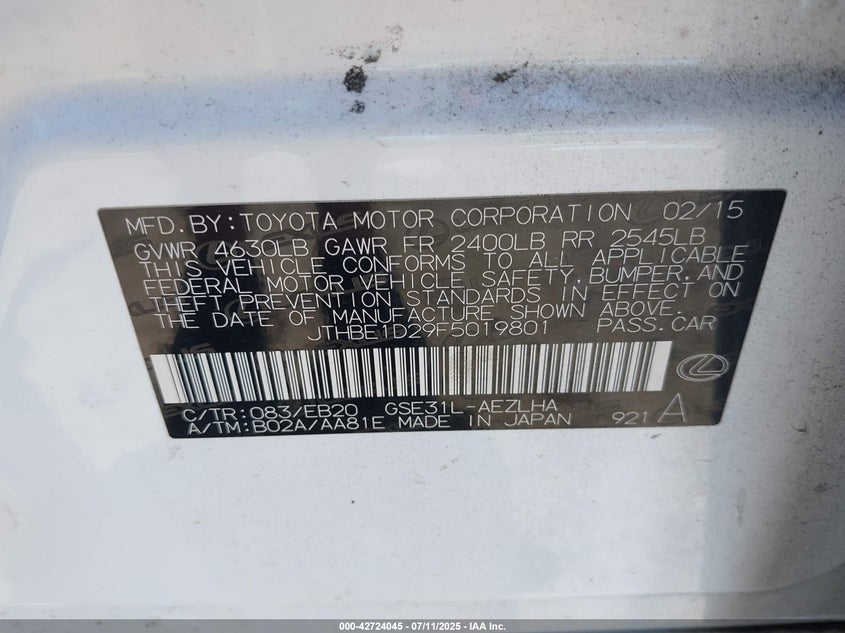 MFD.BY:TOYOTA MOTOR CORPORATION 02/15
GVWR 4630LB GAWR FR 2400LB RR 2545LB
THIS VEHICLE CONFORMS TO ALL APPLICABLE
FEDERAL MOTOR VEHICLE SAFETY,BUMPER,AND
THEFT PREVENTION STANDARDS IN EFFECT ON
THE DATE OF MANUFACTURE SHOWN ABOVE.
JTHBE1D29F5019801 PASS.CAR
C/TR:083/EB20 GSE31L-AEZLHA
A/TM:B02A/AA81E MADE IN JAPAN 921 A
000-42724045 - 07/11/2025 - IAA Inc.